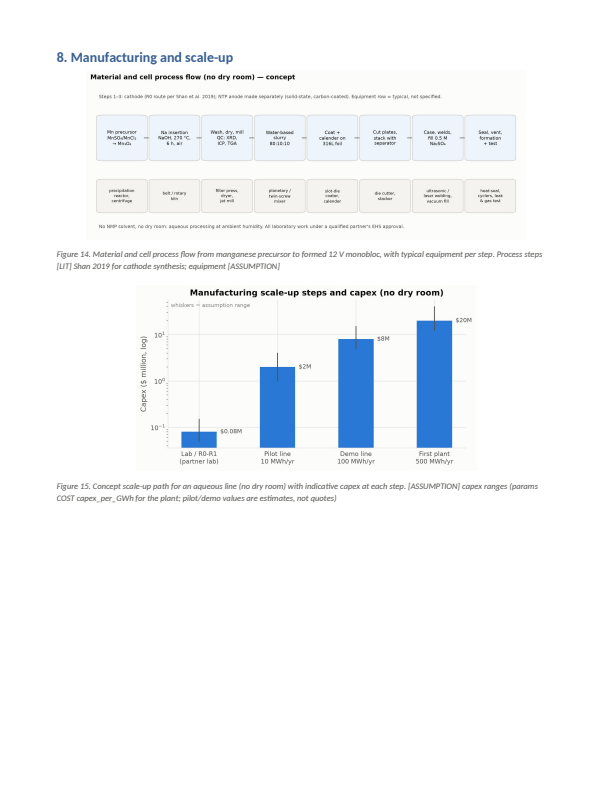 8. Manufacturing and scale-up
Material and cell process flow (no dry room) — concept
Steps 1–3: cathode (R0 route per Shan et al. 2019); NTP anode made separately (solid-state, carbon-coated). Equipment row = typical, not specified.
Mn precursor
MnSO₄/MnCl₂
→ Mn₃O₄
Na insertion
NaOH, 270 °C,
6 h, air
Wash, dry, mill
QC: XRD,
ICP, TGA
Water-based
slurry
80:10:10
Coat +
calender on
316L foil
Cut plates,
stack with
separator
Case, welds,
fill 0.5 M
Na₂SO₄
Seal, vent,
formation
+ test
precipitation
reactor,
centrifuge
belt / rotary
kiln
filter press,
dryer,
jet mill
planetary /
twin-screw
mixer
slot-die
coater,
calender
die cutter,
stacker
ultrasonic /
laser welding,
vacuum fill
heat-seal,
cyclers, leak
& gas test
No NMP solvent, no dry room: aqueous processing at ambient humidity. All laboratory work under a qualified partner's EHS approval.
Figure 14. Material and cell process flow from manganese precursor to formed 12 V monobloc, with typical equipment per step. Process steps
[LIT] Shan 2019 for cathode synthesis; equipment [ASSUMPTION]
Manufacturing scale-up steps and capex (no dry room)
whiskers = assumption range
Capex ($ million, log)
10¹
10⁰
10⁻¹
$0.08M
$2M
$8M
$20M
Lab / R0-R1
(partner lab)
Pilot line
10 MWh/yr
Demo line
100 MWh/yr
First plant
500 MWh/yr
Figure 15. Concept scale-up path for an aqueous line (no dry room) with indicative capex at each step. [ASSUMPTION] capex ranges (params
COST capex_per_GWh for the plant; pilot/demo values are estimates, not quotes)